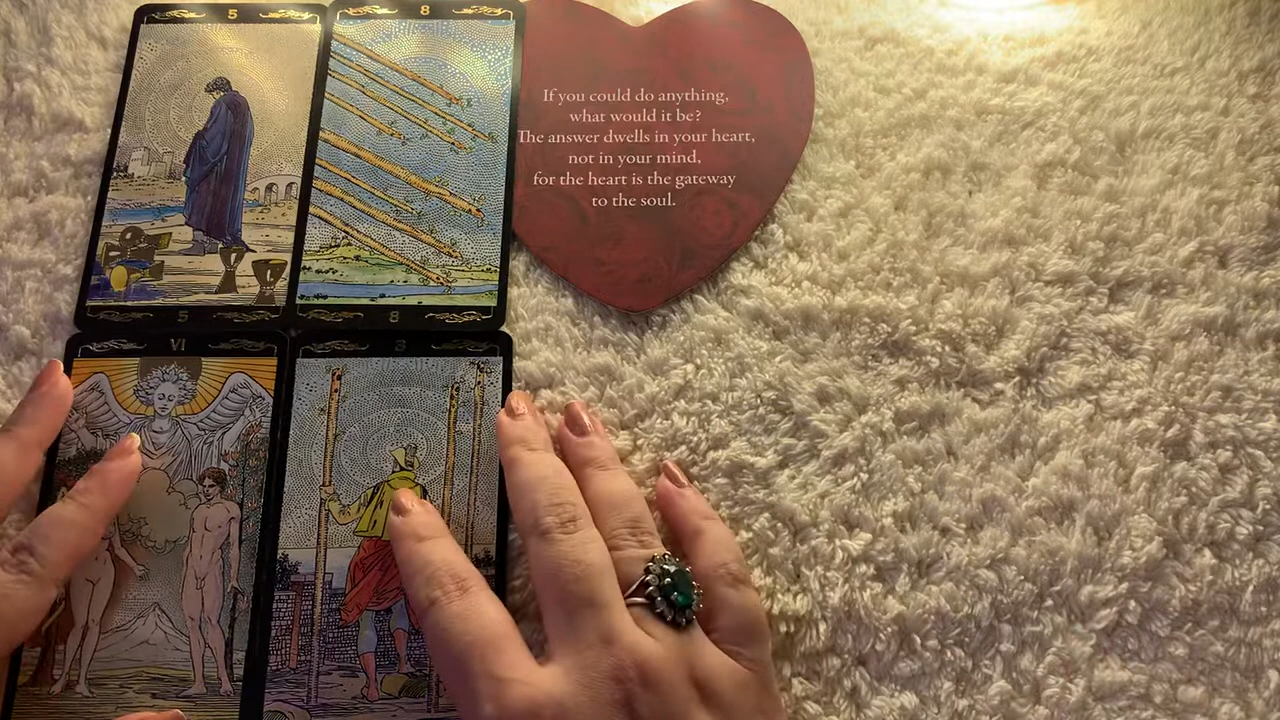 5
8
If you could do anything,
what would it be?
The answer dwells in your heart,
not in your mind,
for the heart is the gateway
to the soul.
5
8
VI
3